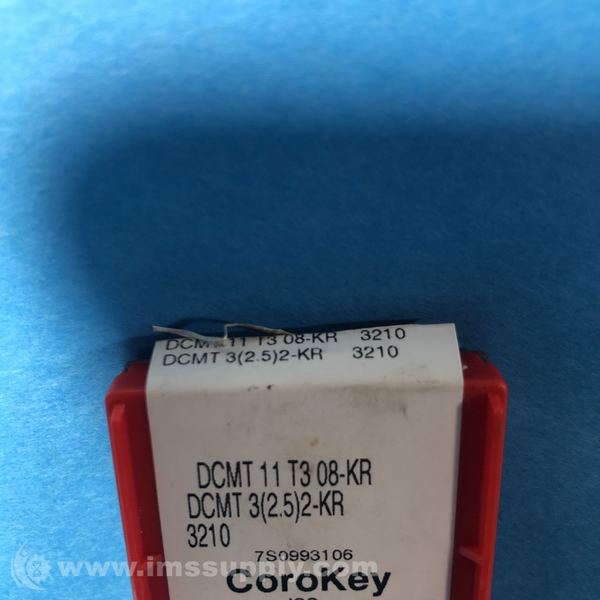 DCMT 11 T3 08-KR 3210
DCMT 3(2.5)2-KR 3210
DCMT 11 T3 08-KR
DCMT 3(2.5)2-KR
3210
7S0993106
www.imssupply.com
CoroKey